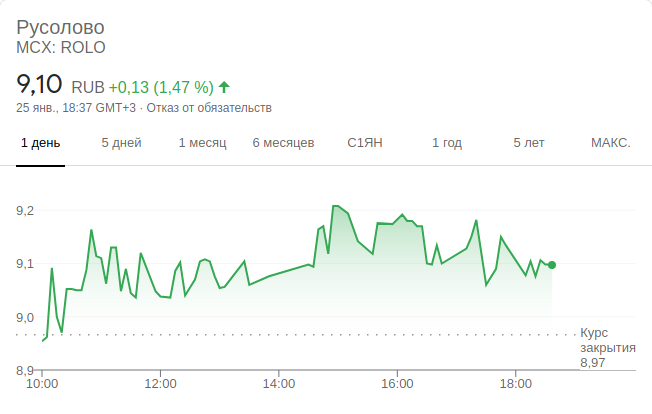 Русолово
MCX: ROLO
9,10 RUB +0,13 (1,47 %)
25 янв., 18:37 GMT+3 · Отказ от обязательств
1 день 5 дней 1 месяц 6 месяцев С1ЯН 1 год 5 лет МАКС.
9,2
9,1
9,0
8,9
Курс
закрытия
8,97
10:00 12:00 14:00 16:00 18:00